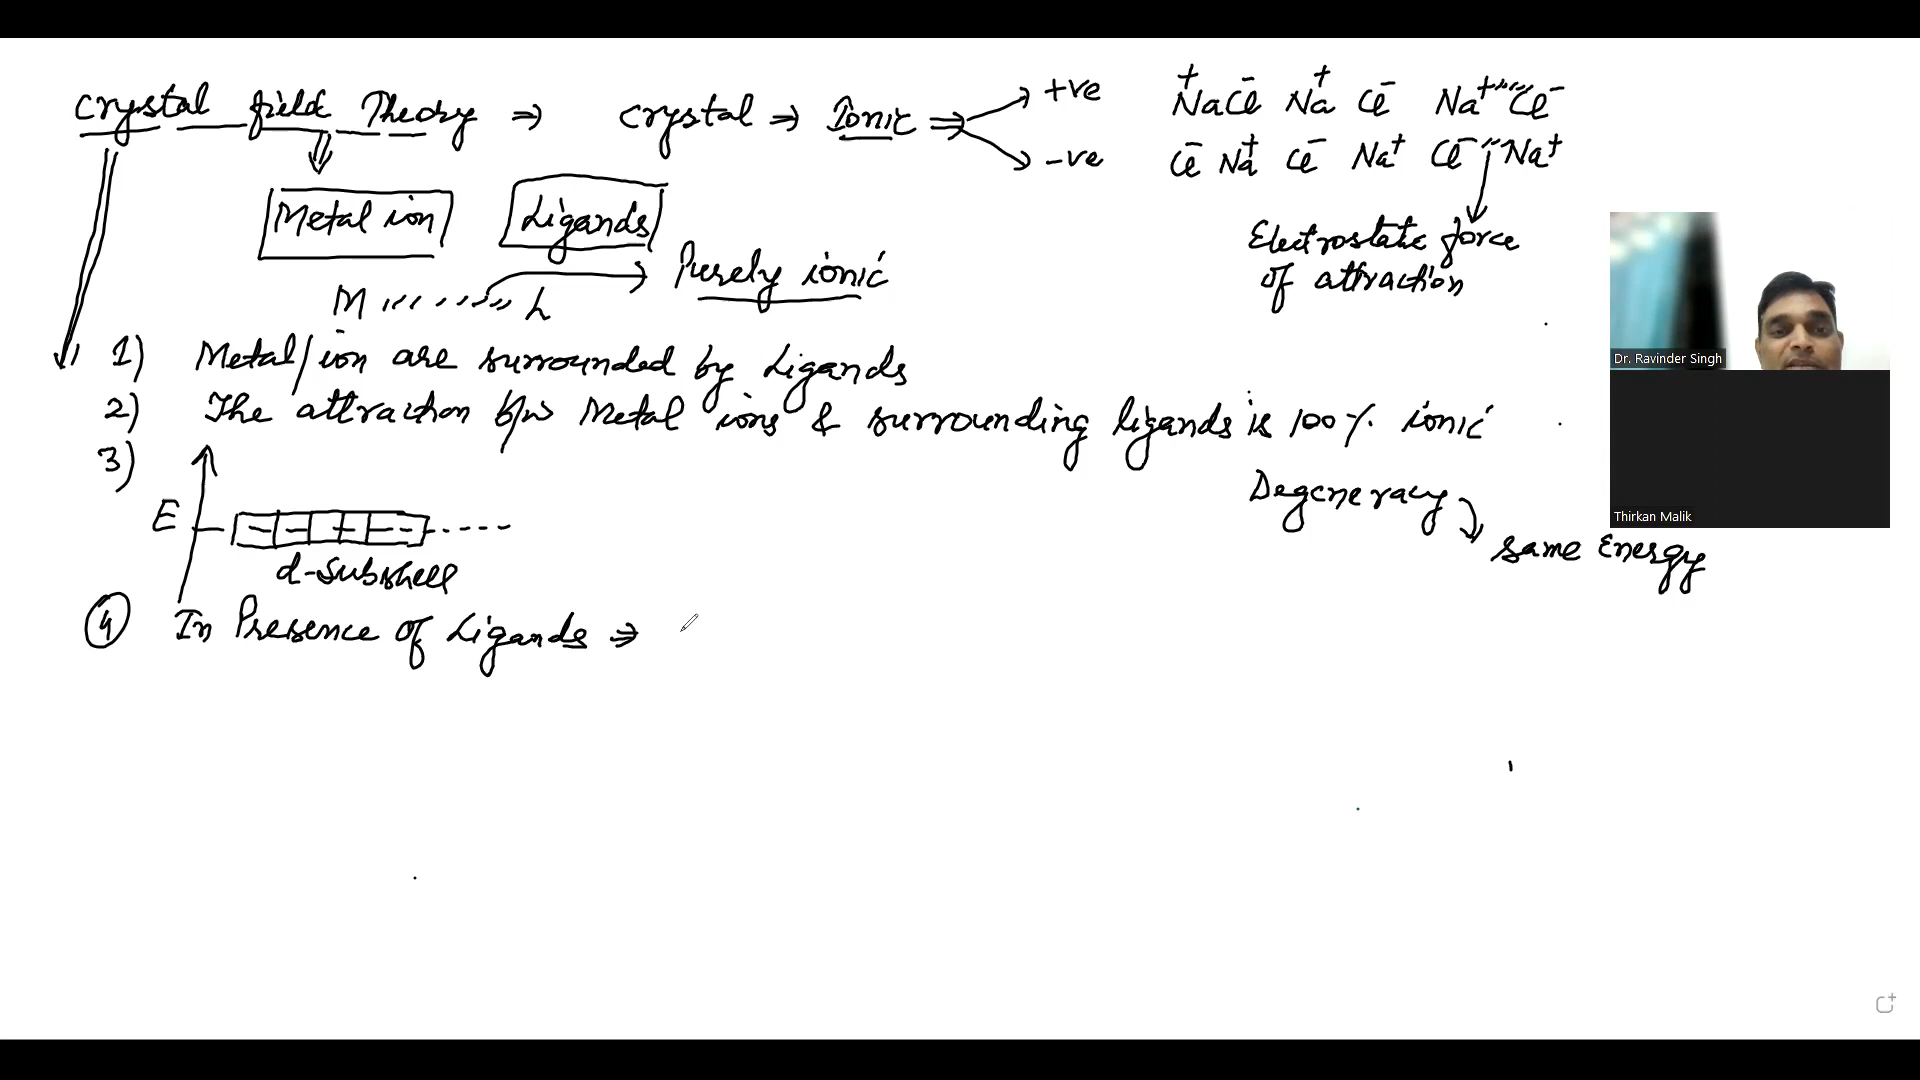 Crystal field Theory ⇒ Crystal ⇒ Ionic ⇒ +ve
-ve
Na⁺Cl⁻ Na⁺ Cl⁻ Na⁺ Cl⁻
Cl⁻ Na⁺ Cl⁻ Na⁺ Cl⁻ Na⁺
Electrostatic force
of attraction
Metal ion Ligands
M L Purely ionic
1) Metal/ion are surrounded by Ligands
2) The attraction b/w Metal ions & surrounding ligands is 100% ionic
3)
E
d-subshell
Degeneracy
same Energy
4 In Presence of Ligands ⇒
Dr. Ravinder Singh
Thirkan Malik